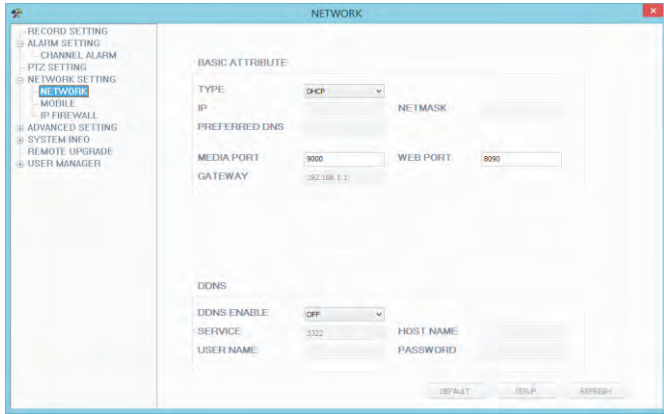 NETWORK
RECORD SETTING
ALARM SETTING
CHANNEL ALARM
PTZ SETTING
NETWORK SETTING
NETWORK
MOBILE
IP FIREWALL
ADVANCED SETTING
SYSTEM INFO
REMOTE UPGRADE
USER MANAGER
BASIC ATTRIBUTE
TYPE DHCP
IP NETMASK
PREFERRED DNS
MEDIA PORT 9000 WEB PORT 8090
GATEWAY 192.168.1.1
DDNS
DDNS ENABLE OFF
SERVICE 3322 HOST NAME
USER NAME PASSWORD
DEFAULT SETUP REFRESH